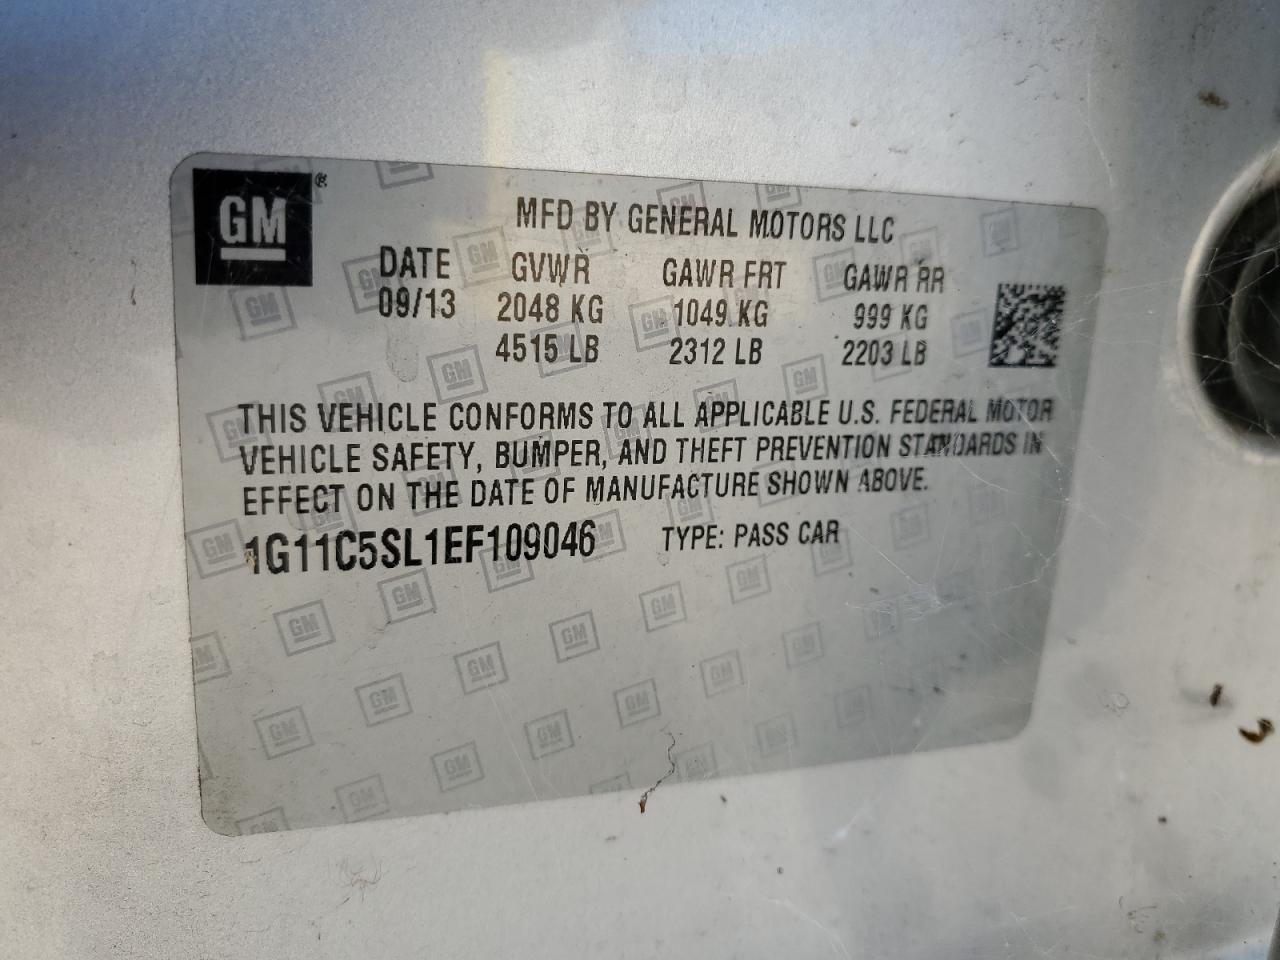 GM ®
MFD BY GENERAL MOTORS LLC
DATE GVWR GAWR FRT GAWR RR
09/13 2048 KG 1049 KG 999 KG
4515 LB 2312 LB 2203 LB
THIS VEHICLE CONFORMS TO ALL APPLICABLE U.S. FEDERAL MOTOR
VEHICLE SAFETY, BUMPER, AND THEFT PREVENTION STANDARDS IN
EFFECT ON THE DATE OF MANUFACTURE SHOWN ABOVE.
1G11C5SL1EF109046 TYPE: PASS CAR